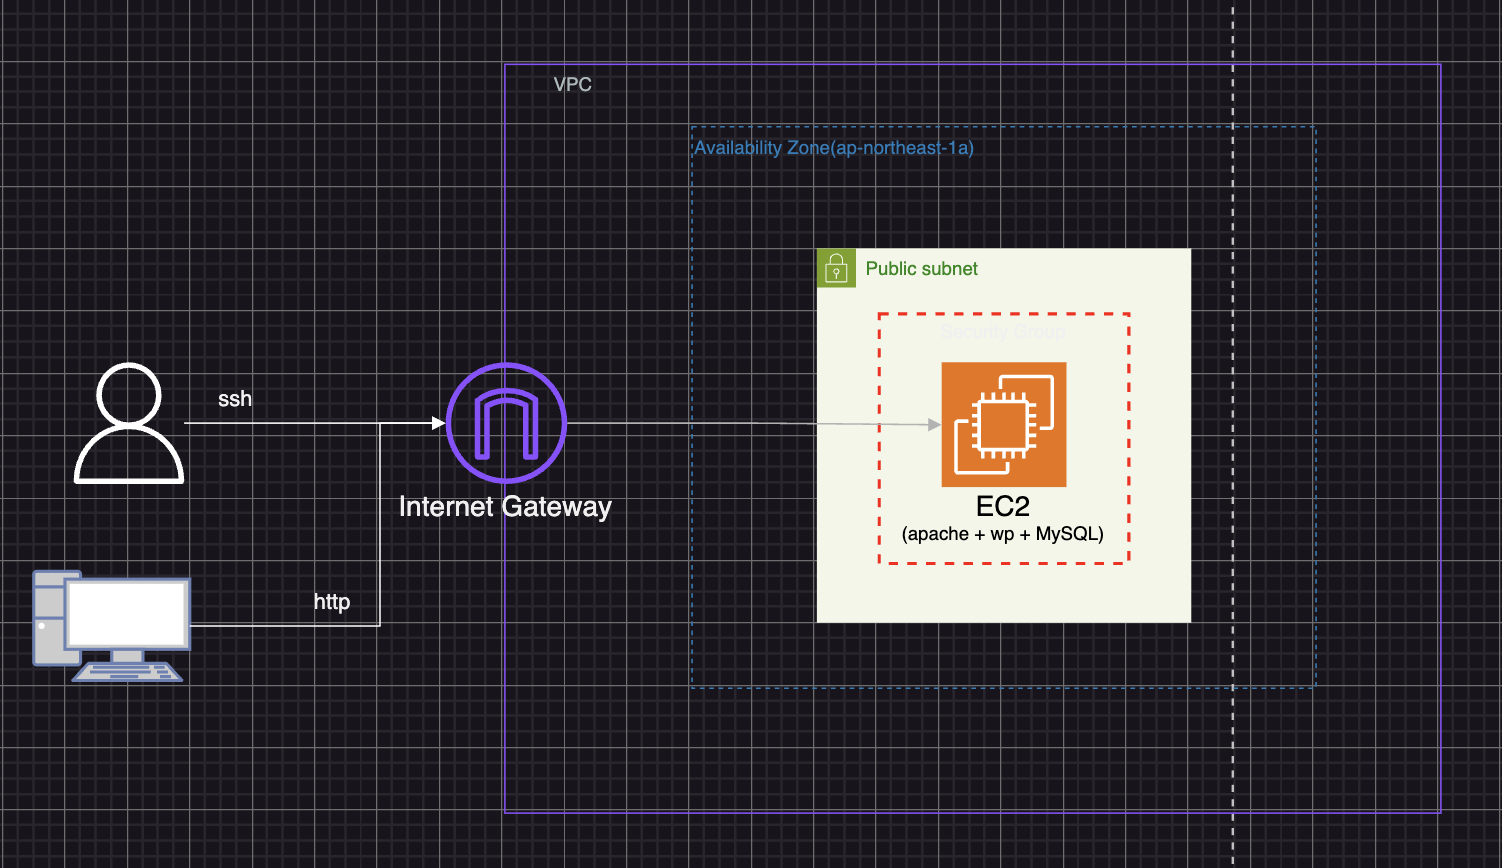 VPC
Availability Zone(ap-northeast-1a)
Public subnet
Security Group
ssh
Internet Gateway
EC2
(apache + wp + MySQL)
http